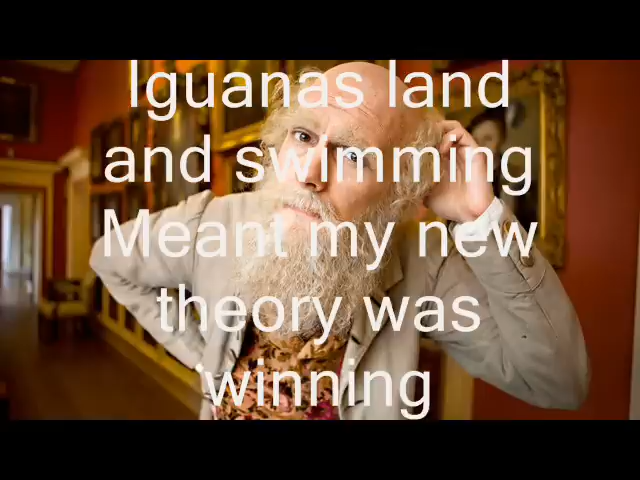 Iguanas land
and swimming
Meant my new
theory was
winning